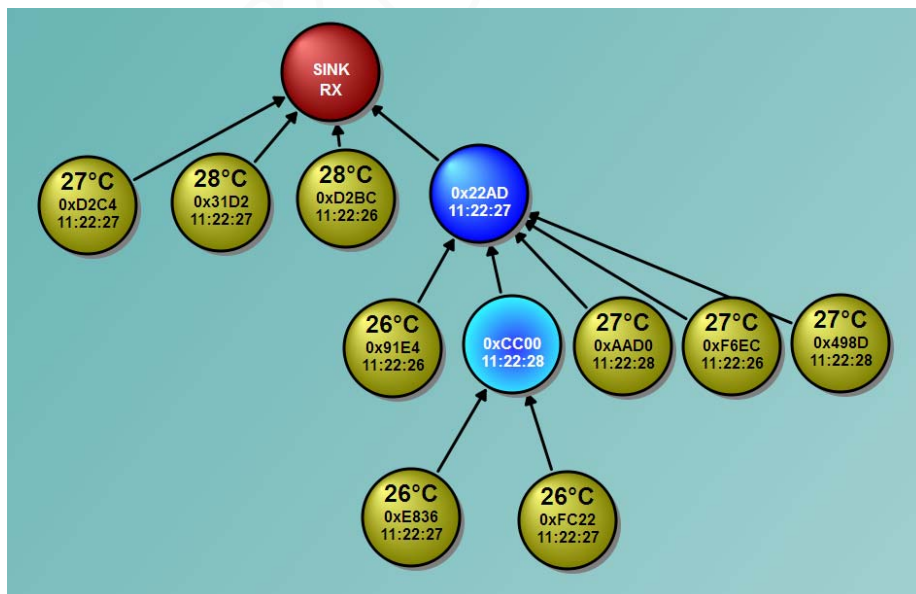 SINK
RX
27°C
0xD2C4
11:22:27
28°C
0x31D2
11:22:27
28°C
0xD2BC
11:22:26
0x22AD
11:22:27
26°C
0x91E4
11:22:26
0xCC00
11:22:28
27°C
0xAAD0
11:22:28
27°C
0xF6EC
11:22:26
27°C
0x498D
11:22:28
26°C
0xE836
11:22:27
26°C
0xFC22
11:22:27